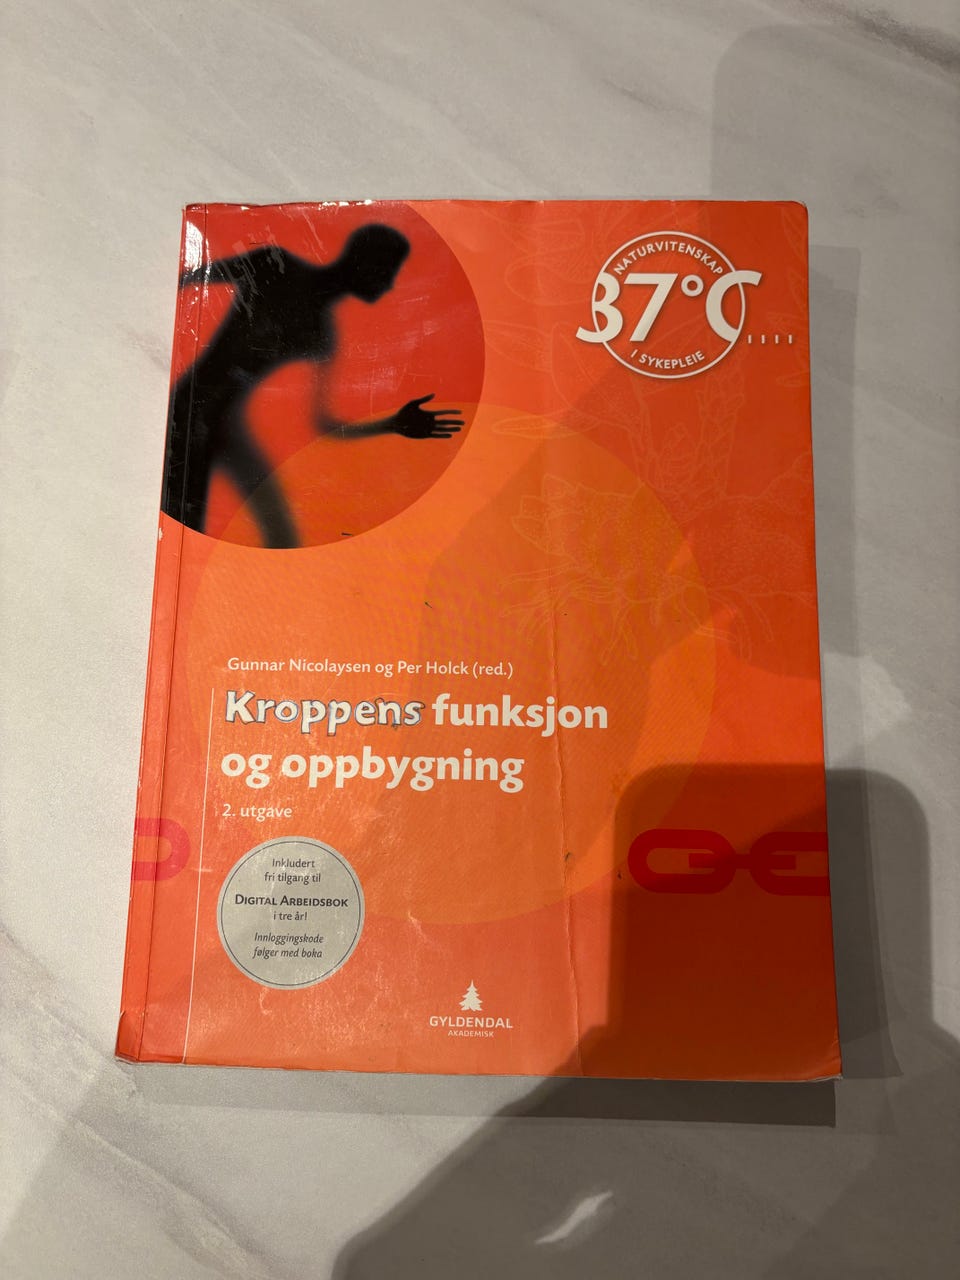 NATURVITENSKAP
37°C
I SYKEPLEIE
Gunnar Nicolaysen og Per Holck (red.)
Kroppens funksjon
og oppbygning
2. utgave
Inkludert
fri tilgang til
DIGITAL ARBEIDSBOK
i tre år!
Innloggingskode
følger med boka
GYLDENDAL
AKADEMISK